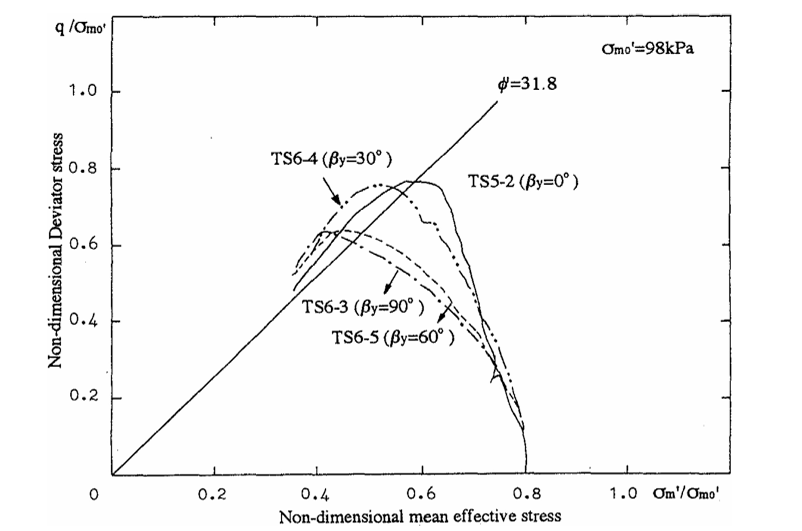 q/σmo'
σmo'=98kPa
1.0
ϕ'=31.8
TS6-4 (βy=30°)
0.8
TS5-2 (βy=0°)
0.6
TS6-3 (βy=90°)
0.4
TS6-5 (βy=60°)
0.2
Non-dimensional Deviator stress
0 0.2 0.4 0.6 0.8 1.0 σm'/σmo'
Non-dimensional mean effective stress